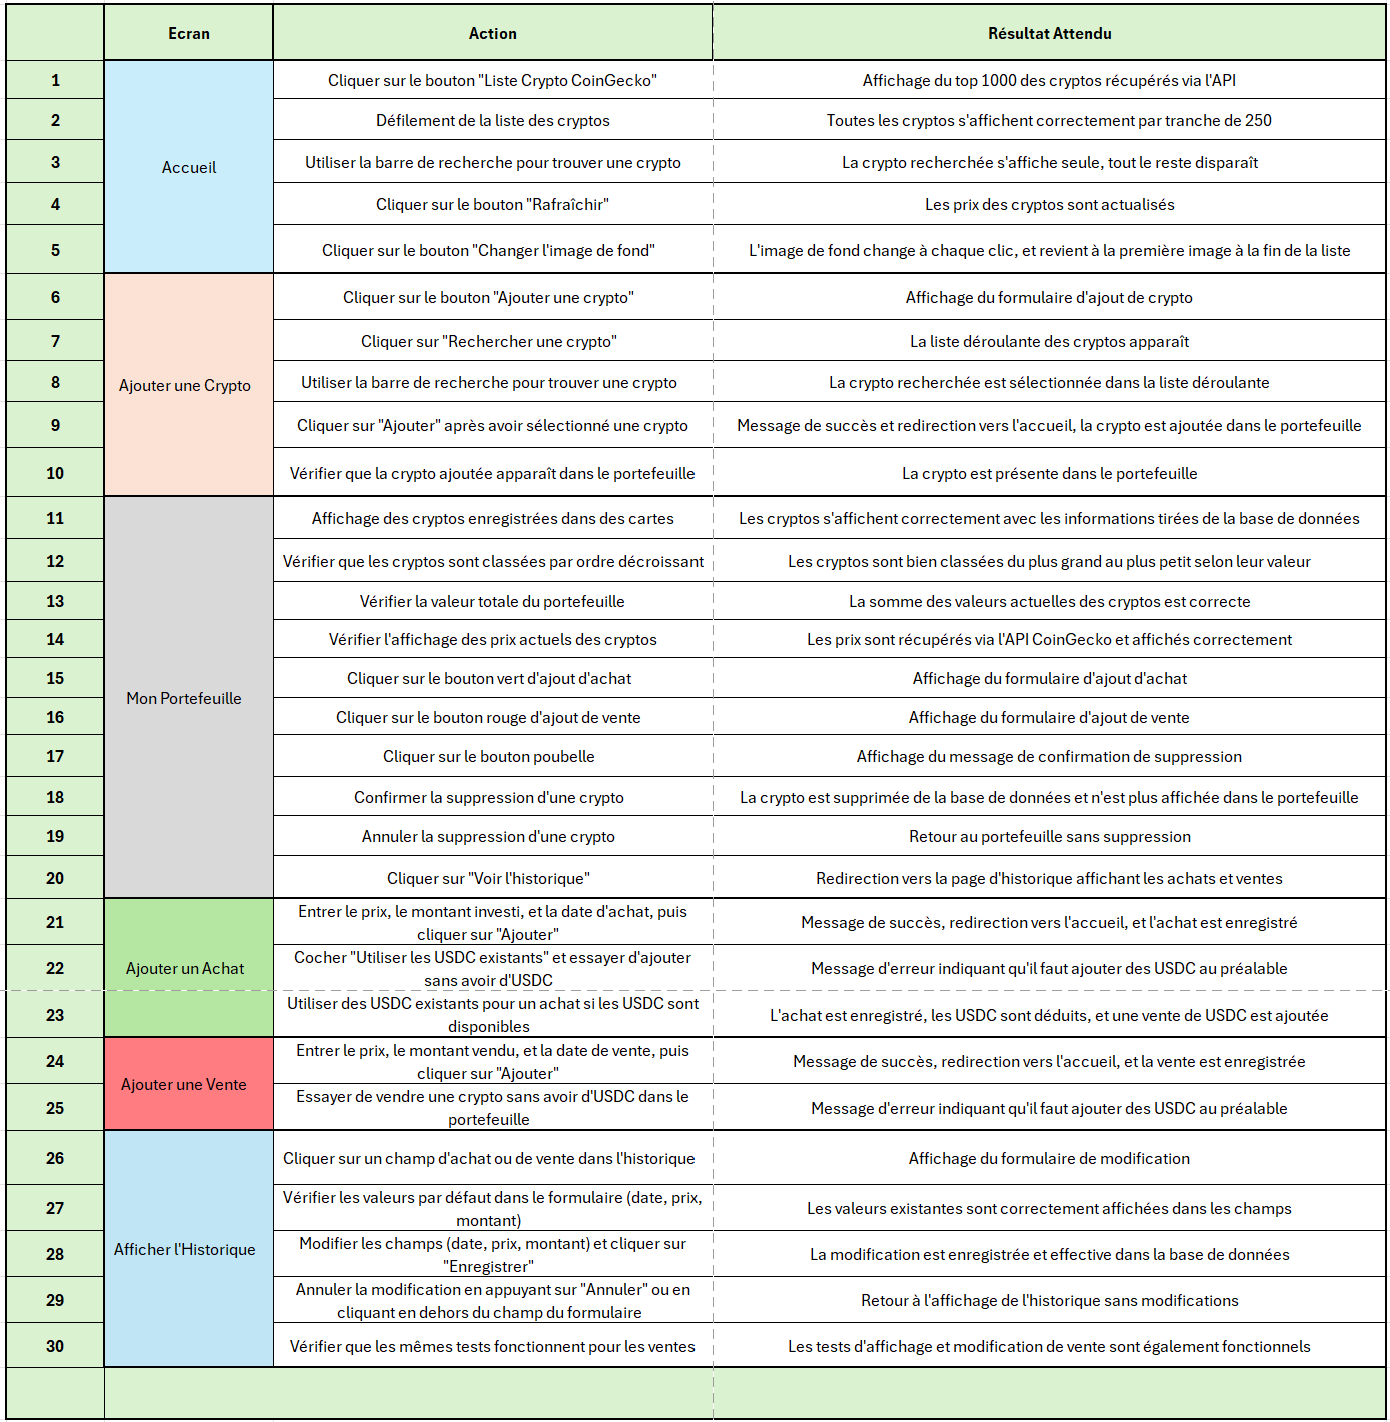 Ecran Action Résultat Attendu
1 Cliquer sur le bouton "Liste Crypto CoinGecko" Affichage du top 1000 des cryptos récupérés via l'API
2 Défilement de la liste des cryptos Toutes les cryptos s'affichent correctement par tranche de 250
Accueil
3 Utiliser la barre de recherche pour trouver une crypto La crypto recherchée s'affiche seule, tout le reste disparaît
4 Cliquer sur le bouton "Rafraîchir" Les prix des cryptos sont actualisés
5 Cliquer sur le bouton "Changer l'image de fond" L'image de fond change à chaque clic, et revient à la première image à la fin de la liste
6 Cliquer sur le bouton "Ajouter une crypto" Affichage du formulaire d'ajout de crypto
7 Cliquer sur "Rechercher une crypto" La liste déroulante des cryptos apparaît
Ajouter une Crypto
8 Utiliser la barre de recherche pour trouver une crypto La crypto recherchée est sélectionnée dans la liste déroulante
9 Cliquer sur "Ajouter" après avoir sélectionné une crypto Message de succès et redirection vers l'accueil, la crypto est ajoutée dans le portefeuille
10 Vérifier que la crypto ajoutée apparaît dans le portefeuille La crypto est présente dans le portefeuille
11 Affichage des cryptos enregistrées dans des cartes Les cryptos s'affichent correctement avec les informations tirées de la base de données
12 Vérifier que les cryptos sont classées par ordre décroissant Les cryptos sont bien classées du plus grand au plus petit selon leur valeur
13 Vérifier la valeur totale du portefeuille La somme des valeurs actuelles des cryptos est correcte
14 Vérifier l'affichage des prix actuels des cryptos Les prix sont récupérés via l'API CoinGecko et affichés correctement
15 Cliquer sur le bouton vert d'ajout d'achat Affichage du formulaire d'ajout d'achat
Mon Portefeuille
16 Cliquer sur le bouton rouge d'ajout de vente Affichage du formulaire d'ajout de vente
17 Cliquer sur le bouton poubelle Affichage du message de confirmation de suppression
18 Confirmer la suppression d'une crypto La crypto est supprimée de la base de données et n'est plus affichée dans le portefeuille
19 Annuler la suppression d'une crypto Retour au portefeuille sans suppression
20 Cliquer sur "Voir l'historique" Redirection vers la page d'historique affichant les achats et ventes
21 Entrer le prix, le montant investi, et la date d'achat, puis
cliquer sur "Ajouter" Message de succès, redirection vers l'accueil, et l'achat est enregistré
Ajouter un Achat
22 Cocher "Utiliser les USDC existants" et essayer d'ajouter
sans avoir d'USDC Message d'erreur indiquant qu'il faut ajouter des USDC au préalable
23 Utiliser des USDC existants pour un achat si les USDC sont
disponibles L'achat est enregistré, les USDC sont déduits, et une vente de USDC est ajoutée
24 Entrer le prix, le montant vendu, et la date de vente, puis
cliquer sur "Ajouter" Message de succès, redirection vers l'accueil, et la vente est enregistrée
Ajouter une Vente
25 Essayer de vendre une crypto sans avoir d'USDC dans le
portefeuille Message d'erreur indiquant qu'il faut ajouter des USDC au préalable
26 Cliquer sur un champ d'achat ou de vente dans l'historique Affichage du formulaire de modification
27 Vérifier les valeurs par défaut dans le formulaire (date, prix,
montant) Les valeurs existantes sont correctement affichées dans les champs
Afficher l'Historique
28 Modifier les champs (date, prix, montant) et cliquer sur
"Enregistrer" La modification est enregistrée et effective dans la base de données
29 Annuler la modification en appuyant sur "Annuler" ou en
cliquant en dehors du champ du formulaire Retour à l'affichage de l'historique sans modifications
30 Vérifier que les mêmes tests fonctionnent pour les ventes Les tests d'affichage et modification de vente sont également fonctionnels